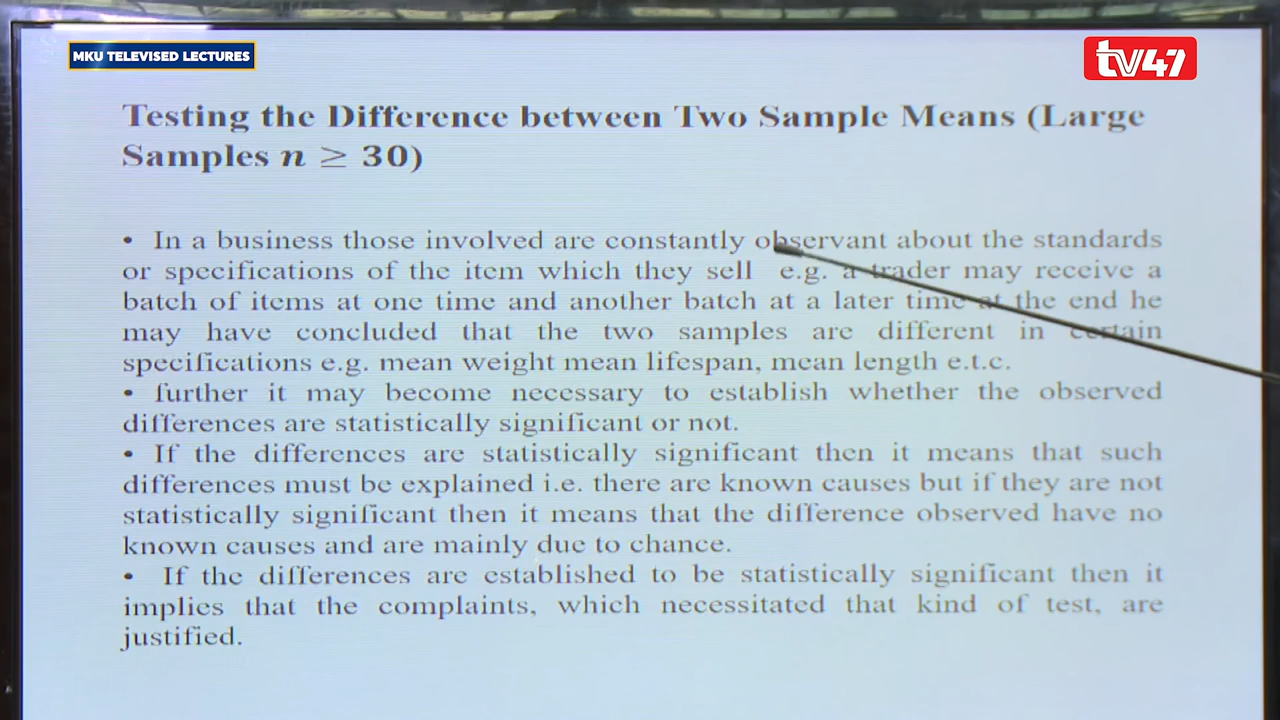 MKU TELEVISED LECTURES
tv47
Testing the Difference between Two Sample Means (Large
Samples n ≥ 30)
• In a business those involved are constantly observant about the standards
or specifications of the item which they sell e.g. a trader may receive a
batch of items at one time and another batch at a later time at the end he
may have concluded that the two samples are different in certain
specifications e.g. mean weight mean lifespan, mean length e.t.c.
• further it may become necessary to establish whether the observed
differences are statistically significant or not.
• If the differences are statistically significant then it means that such
differences must be explained i.e. there are known causes but if they are not
statistically significant then it means that the difference observed have no
known causes and are mainly due to chance.
• If the differences are established to be statistically significant then it
implies that the complaints, which necessitated that kind of test, are
justified.